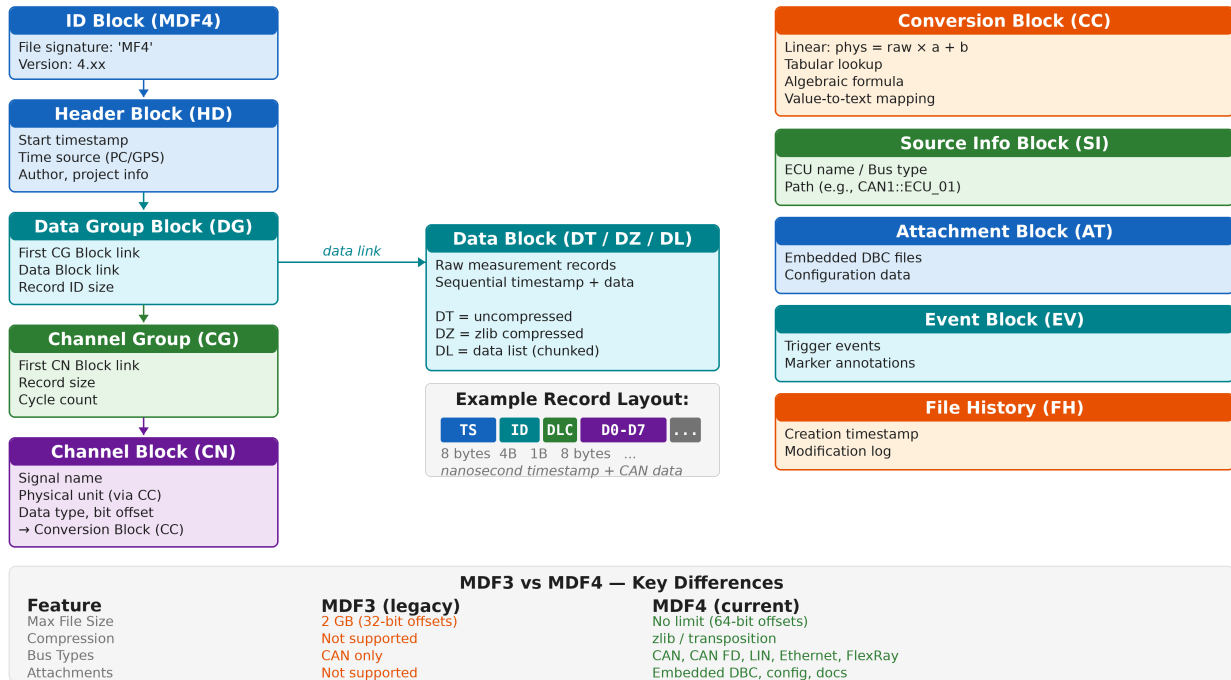 ID Block (MDF4)
File signature: 'MF4'
Version: 4.xx
Header Block (HD)
Start timestamp
Time source (PC/GPS)
Author, project info
Data Group Block (DG)
First CG Block link
Data Block link
Record ID size
Channel Group (CG)
First CN Block link
Record size
Cycle count
Channel Block (CN)
Signal name
Physical unit (via CC)
Data type, bit offset
→ Conversion Block (CC)
data link
Data Block (DT / DZ / DL)
Raw measurement records
Sequential timestamp + data
DT = uncompressed
DZ = zlib compressed
DL = data list (chunked)
Example Record Layout:
TS ID DLC D0-D7 ...
8 bytes 4B 1B 8 bytes ...
nanosecond timestamp + CAN data
Conversion Block (CC)
Linear: phys = raw × a + b
Tabular lookup
Algebraic formula
Value-to-text mapping
Source Info Block (SI)
ECU name / Bus type
Path (e.g., CAN1::ECU_01)
Attachment Block (AT)
Embedded DBC files
Configuration data
Event Block (EV)
Trigger events
Marker annotations
File History (FH)
Creation timestamp
Modification log
MDF3 vs MDF4 — Key Differences
Feature MDF3 (legacy) MDF4 (current)
Max File Size 2 GB (32-bit offsets) No limit (64-bit offsets)
Compression Not supported zlib / transposition
Bus Types CAN only CAN, CAN FD, LIN, Ethernet, FlexRay
Attachments Not supported Embedded DBC, config, docs